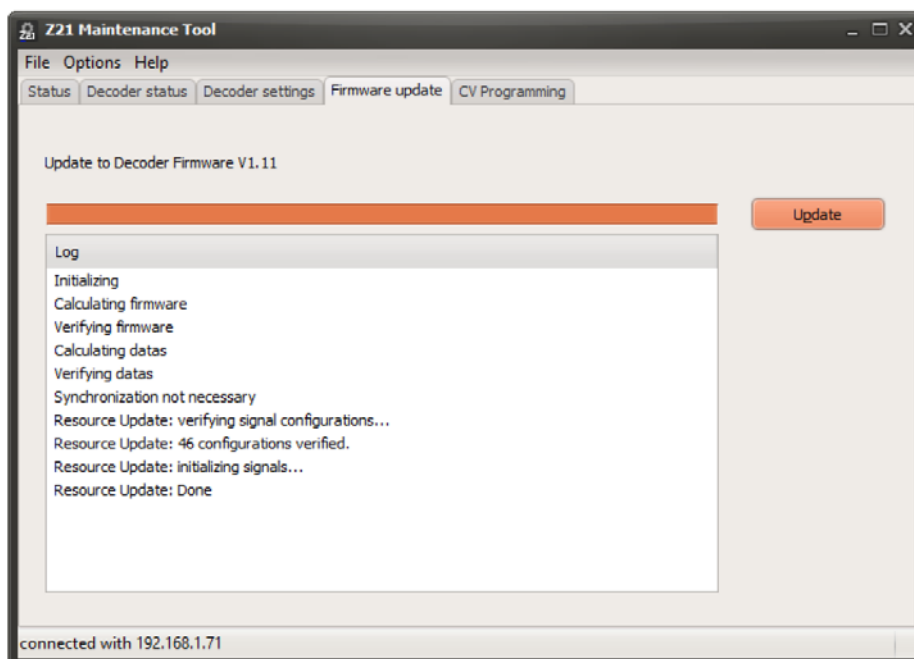 Z21 Maintenance Tool
File Options Help
Status Decoder status Decoder settings Firmware update CV Programming
Update to Decoder Firmware V1.11
Update
Log
Initializing
Calculating firmware
Verifying firmware
Calculating datas
Verifying datas
Synchronization not necessary
Resource Update: verifying signal configurations...
Resource Update: 46 configurations verified.
Resource Update: initializing signals...
Resource Update: Done
connected with 192.168.1.71